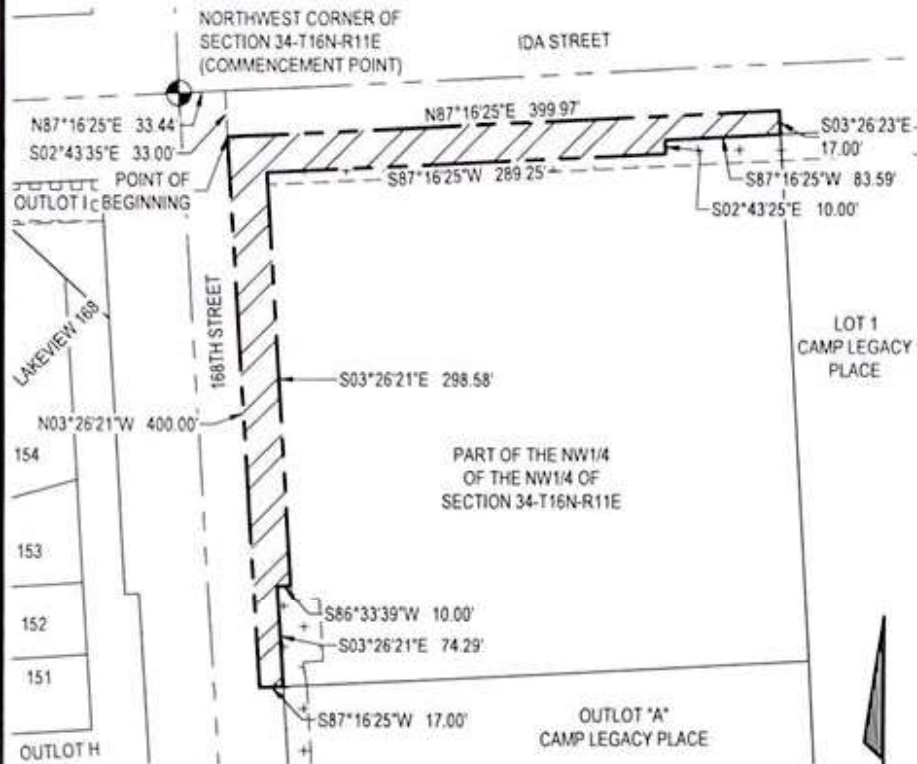 NORTHWEST CORNER OF
SECTION 34-T16N-R11E
(COMMENCEMENT POINT)
IDA STREET
N87°16'25"E 33.44
S02°43'35"E 33.00'
N87°16'25"E 399.97'
S03°26'23"E
17.00'
POINT OF
BEGINNING
OUTLOT I
S87°16'25"W 289.25'
S87°16'25"W 83.59'
S02°43'25"E 10.00'
LAKEVIEW 168
168TH STREET
LOT 1
CAMP LEGACY
PLACE
S03°26'21"E 298.58'
N03°26'21"W 400.00'
154
PART OF THE NW1/4
OF THE NW1/4 OF
SECTION 34-T16N-R11E
153
152
151
S86°33'39"W 10.00'
S03°26'21"E 74.29'
S87°16'25"W 17.00'
OUTLOT "A"
CAMP LEGACY PLACE
OUTLOT H